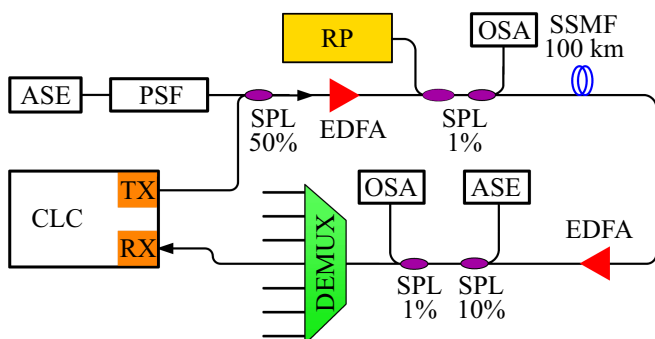 RP
OSA
SSMF
100 km
ASE
PSF
SPL
50%
EDFA
SPL
1%
CLC
TX
RX
DEMUX
OSA
ASE
EDFA
SPL
1%
SPL
10%